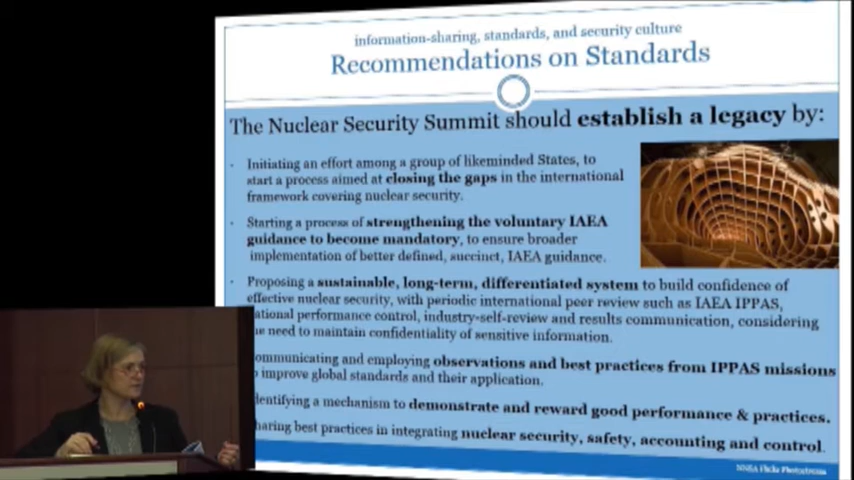 information-sharing, standards, and security culture
Recommendations on Standards
The Nuclear Security Summit should establish a legacy by:
· Initiating an effort among a group of likeminded States, to
start a process aimed at closing the gaps in the international
framework covering nuclear security.
· Starting a process of strengthening the voluntary IAEA
guidance to become mandatory, to ensure broader
implementation of better defined, succinct, IAEA guidance.
· Proposing a sustainable, long-term, differentiated system to build confidence of
effective nuclear security, with periodic international peer review such as IAEA IPPAS,
ational performance control, industry-self-review and results communication, considering
e need to maintain confidentiality of sensitive information.
ommunicating and employing observations and best practices from IPPAS missions
improve global standards and their application.
dentifying a mechanism to demonstrate and reward good performance & practices.
haring best practices in integrating nuclear security, safety, accounting and control.
NNSA Flickr Photostream